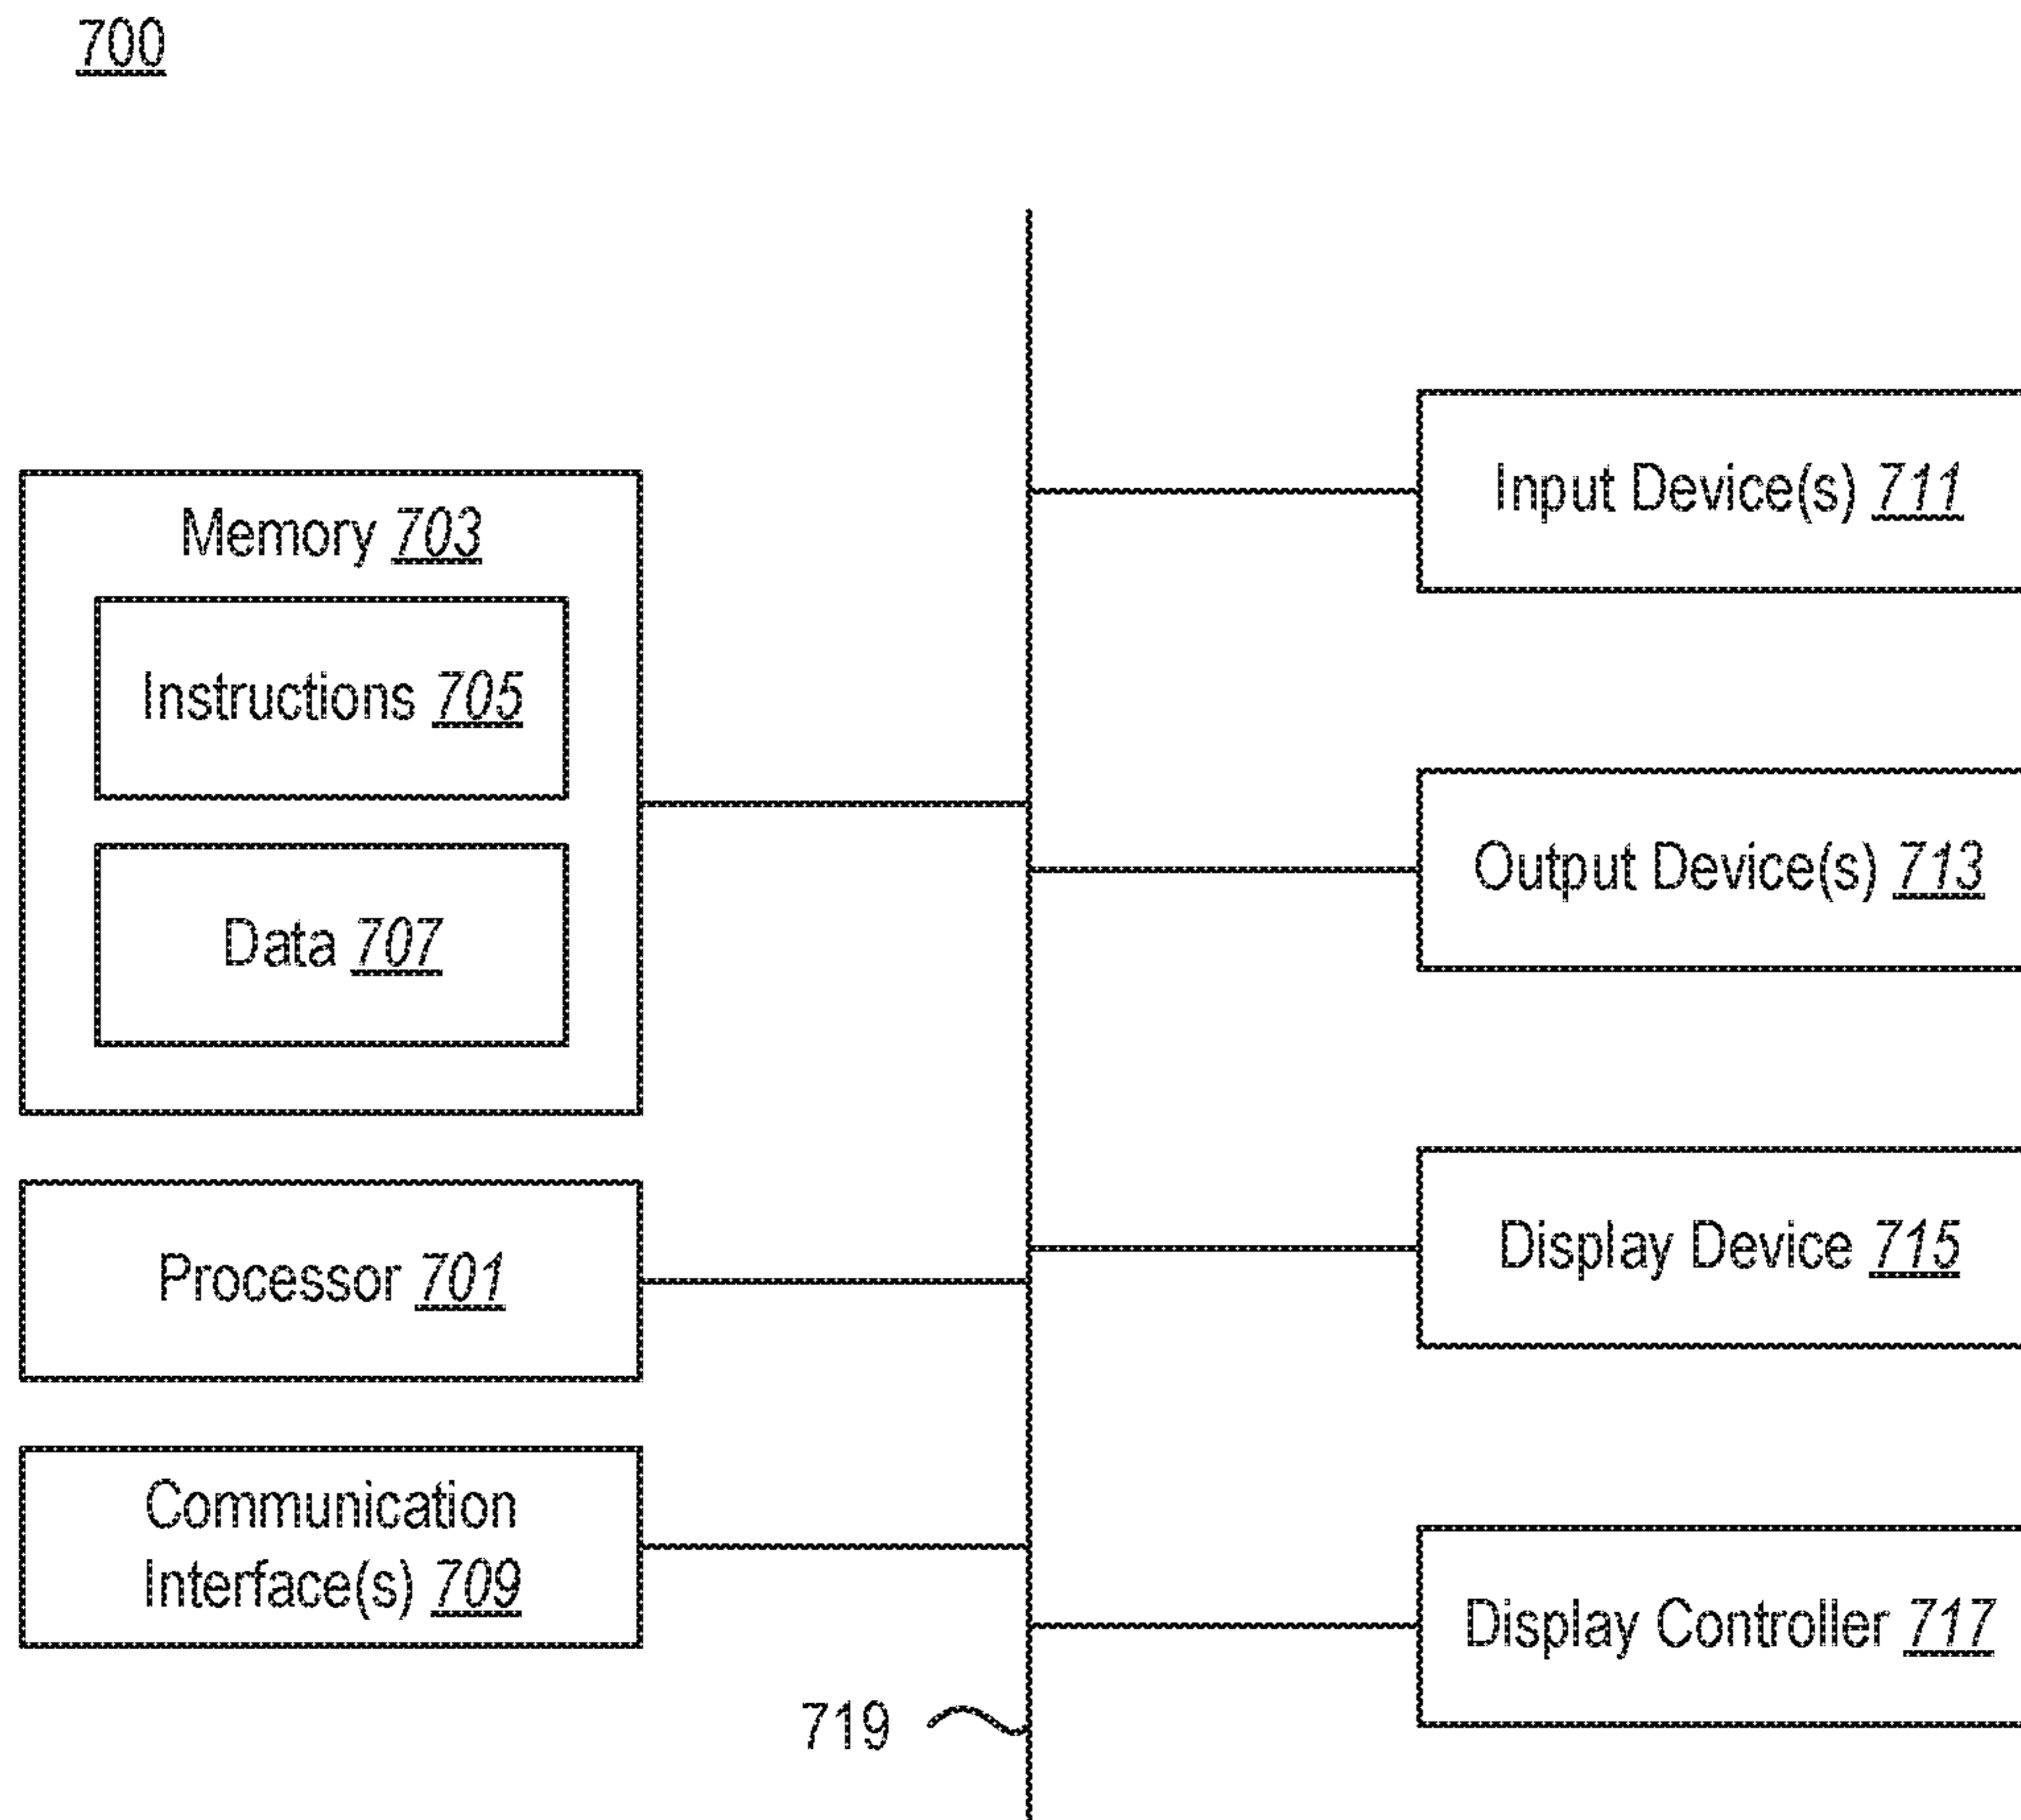 700
Memory 703
Instructions 705
Data 707
Processor 701
Communication
Interface(s) 709
Input Device(s) 711
Output Device(s) 713
Display Device 715
Display Controller 717
719